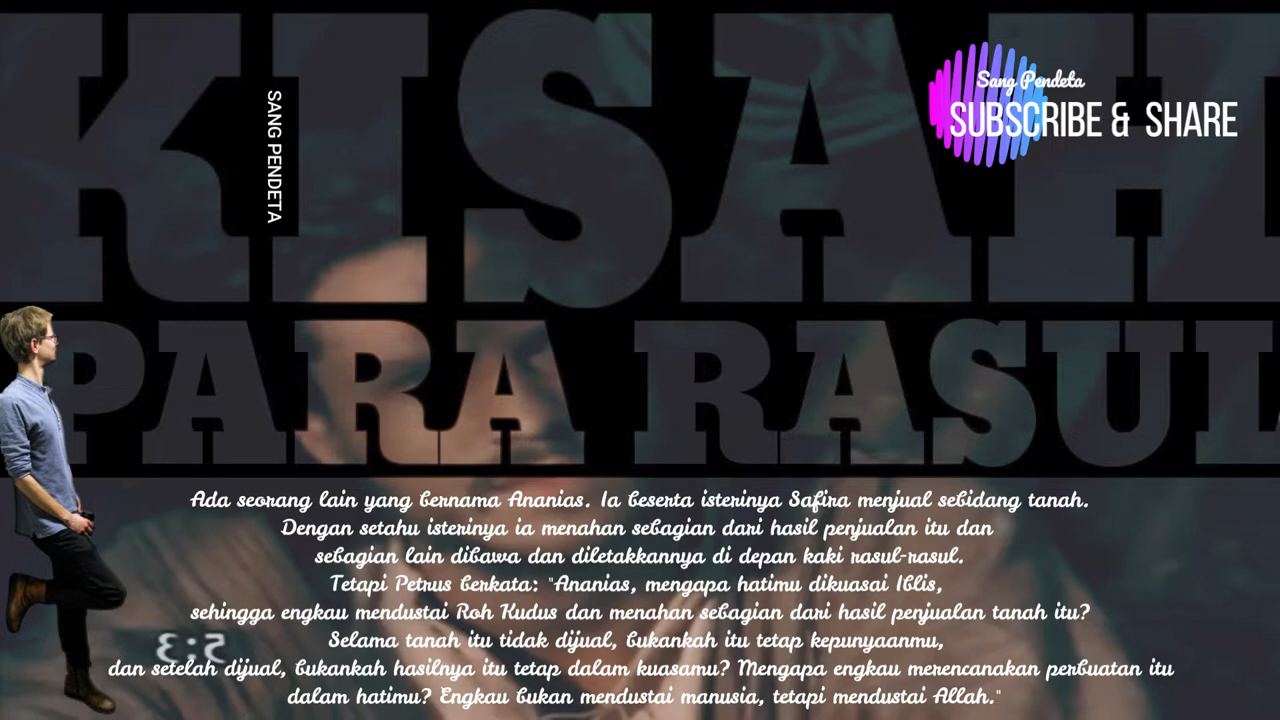 KISAH
PARA RASUL
SANG PENDETA
Sang Pendeta
SUBSCRIBE & SHARE
Ada seorang lain yang bernama Ananias. Ia beserta isterinya Safira menjual sebidang tanah.
Dengan setahu isterinya ia menahan sebagian dari hasil penjualan itu dan
sebagian lain dibawa dan diletakkannya di depan kaki rasul-rasul.
Tetapi Petrus berkata: "Ananias, mengapa hatimu dikuasai Iblis,
sehingga engkau mendustai Roh Kudus dan menahan sebagian dari hasil penjualan tanah itu?
Selama tanah itu tidak dijual, bukankah itu tetap kepunyaanmu,
dan setelah dijual, bukankah hasilnya itu tetap dalam kuasamu? Mengapa engkau merencanakan perbuatan itu
dalam hatimu? Engkau bukan mendustai manusia, tetapi mendustai Allah."
5:3